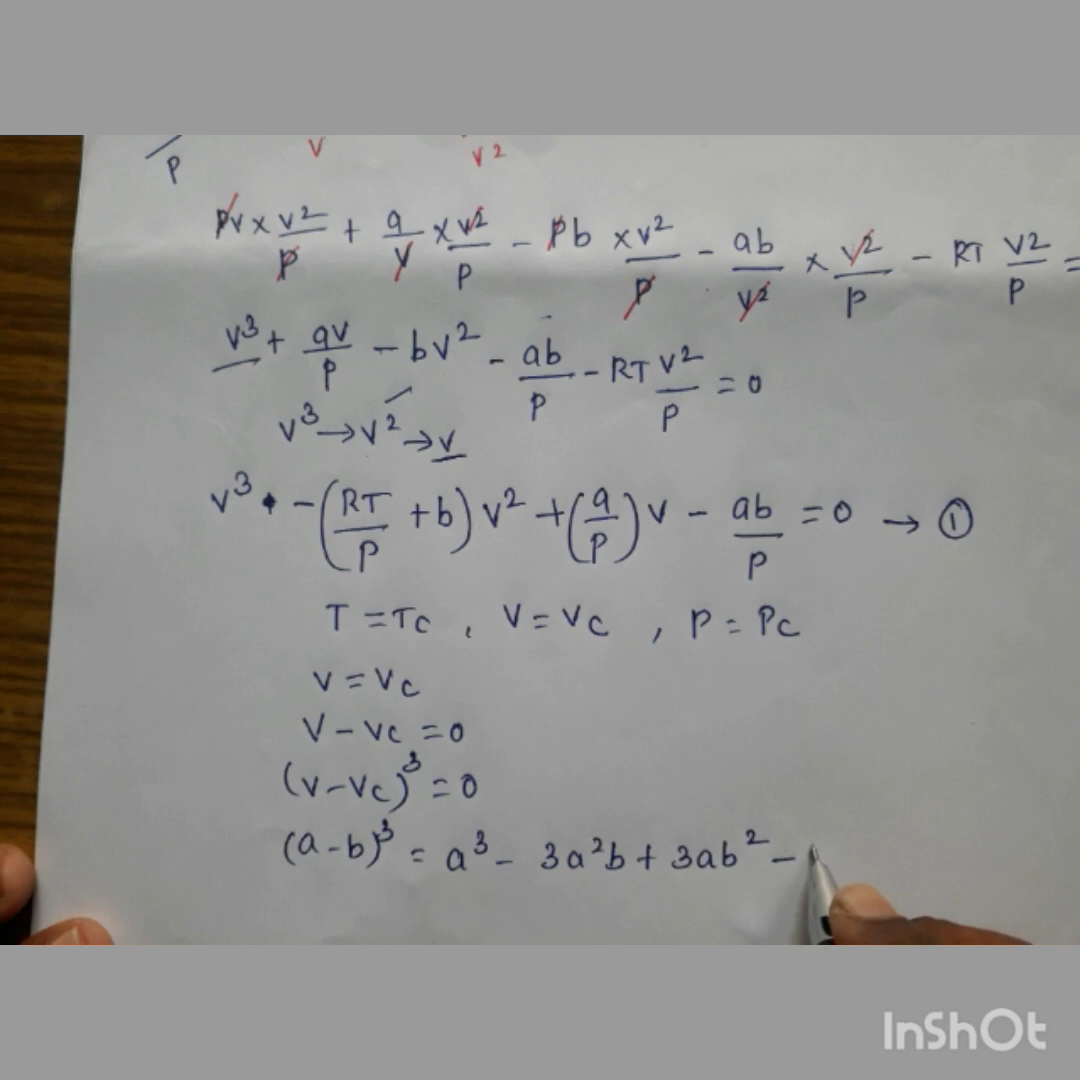 P V V2
PV × V²/P + a/V × V²/P - Pb × V²/P - ab/V² × V²/P - RT V²/P =
V³ + aV/P - bV² - ab/P - RT V²/P = 0
V³ → V² → V
V³ - (RT/P + b) V² + (a/P) V - ab/P = 0 → ①
T = TC , V = VC , P = PC
V = VC
V - VC = 0
(V - VC)³ = 0
(a - b)³ = a³ - 3a²b + 3ab² -
InShOt